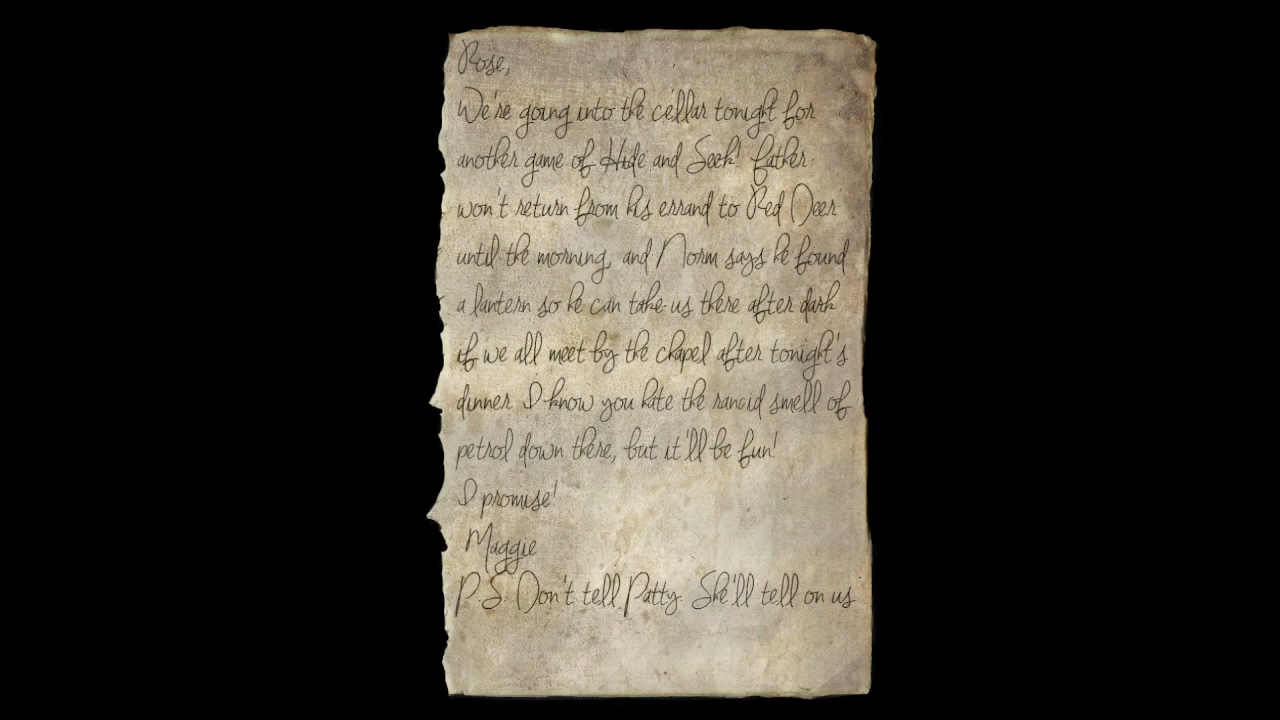 Rose,
We're going into the cellar tonight for
another game of Hide and Seek! Father
won't return from his errand to Red Deer
until the morning, and Norm says he found
a lantern so he can take us there after dark
if we all meet by the chapel after tonight's
dinner. I know you hate the rancid smell of
petrol down there, but it'll be fun!
I promise!
Maggie
P.S. Don't tell Patty. She'll tell on us